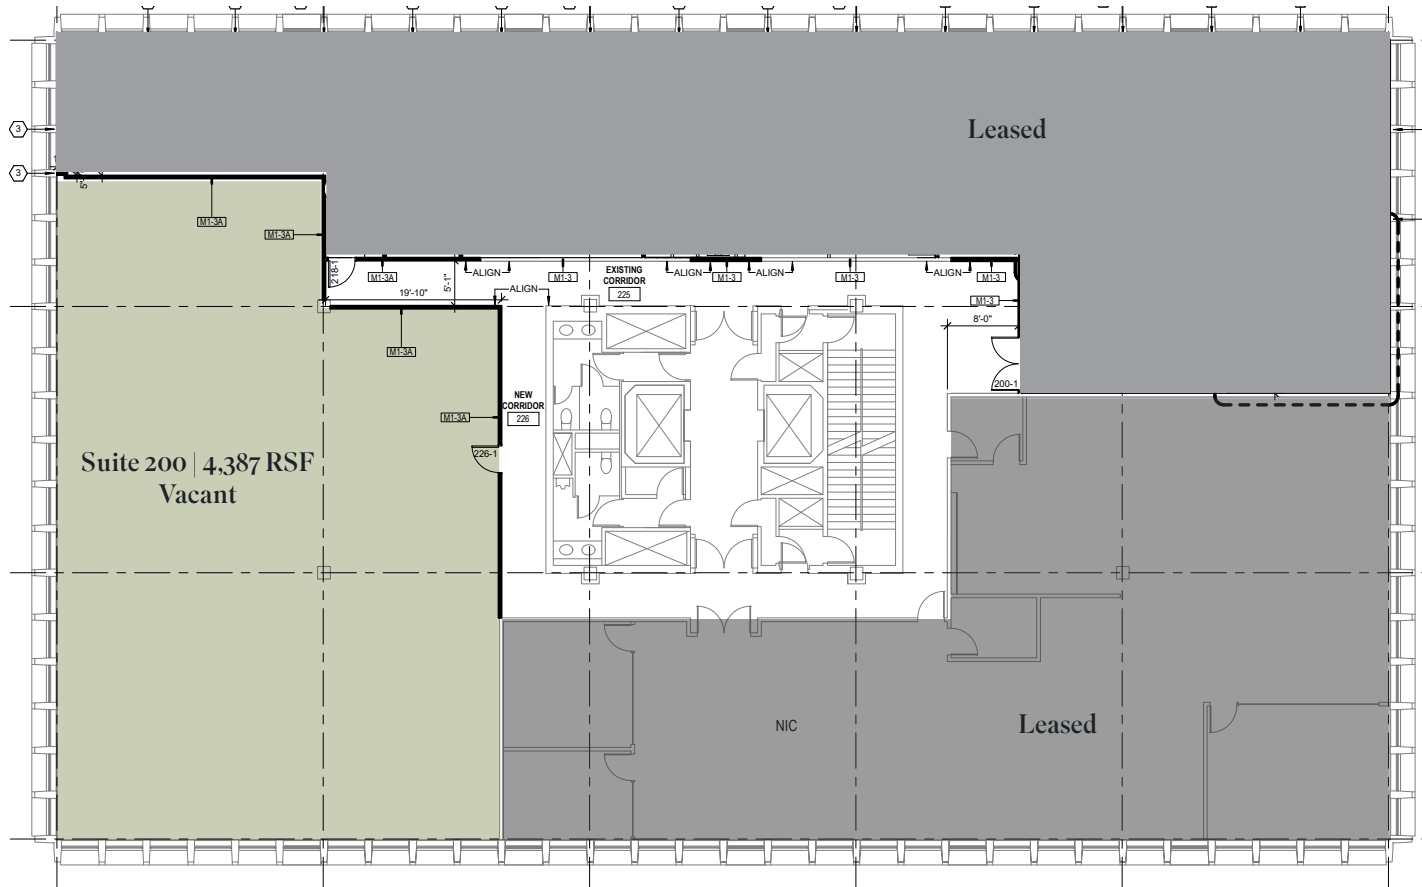 Leased
3
3
5'
M1-3A
M1-3A
218-1
M1-3A
ALIGN
M1-3
EXISTING
CORRIDOR
225
ALIGN
M1-3
ALIGN
M1-3
ALIGN
M1-3
5'-1"
19'-10"
ALIGN
M1-3
8'-0"
M1-3A
200-1
NEW
CORRIDOR
226
M1-3A
226-1
Suite 200 | 4,387 RSF
Vacant
NIC
Leased